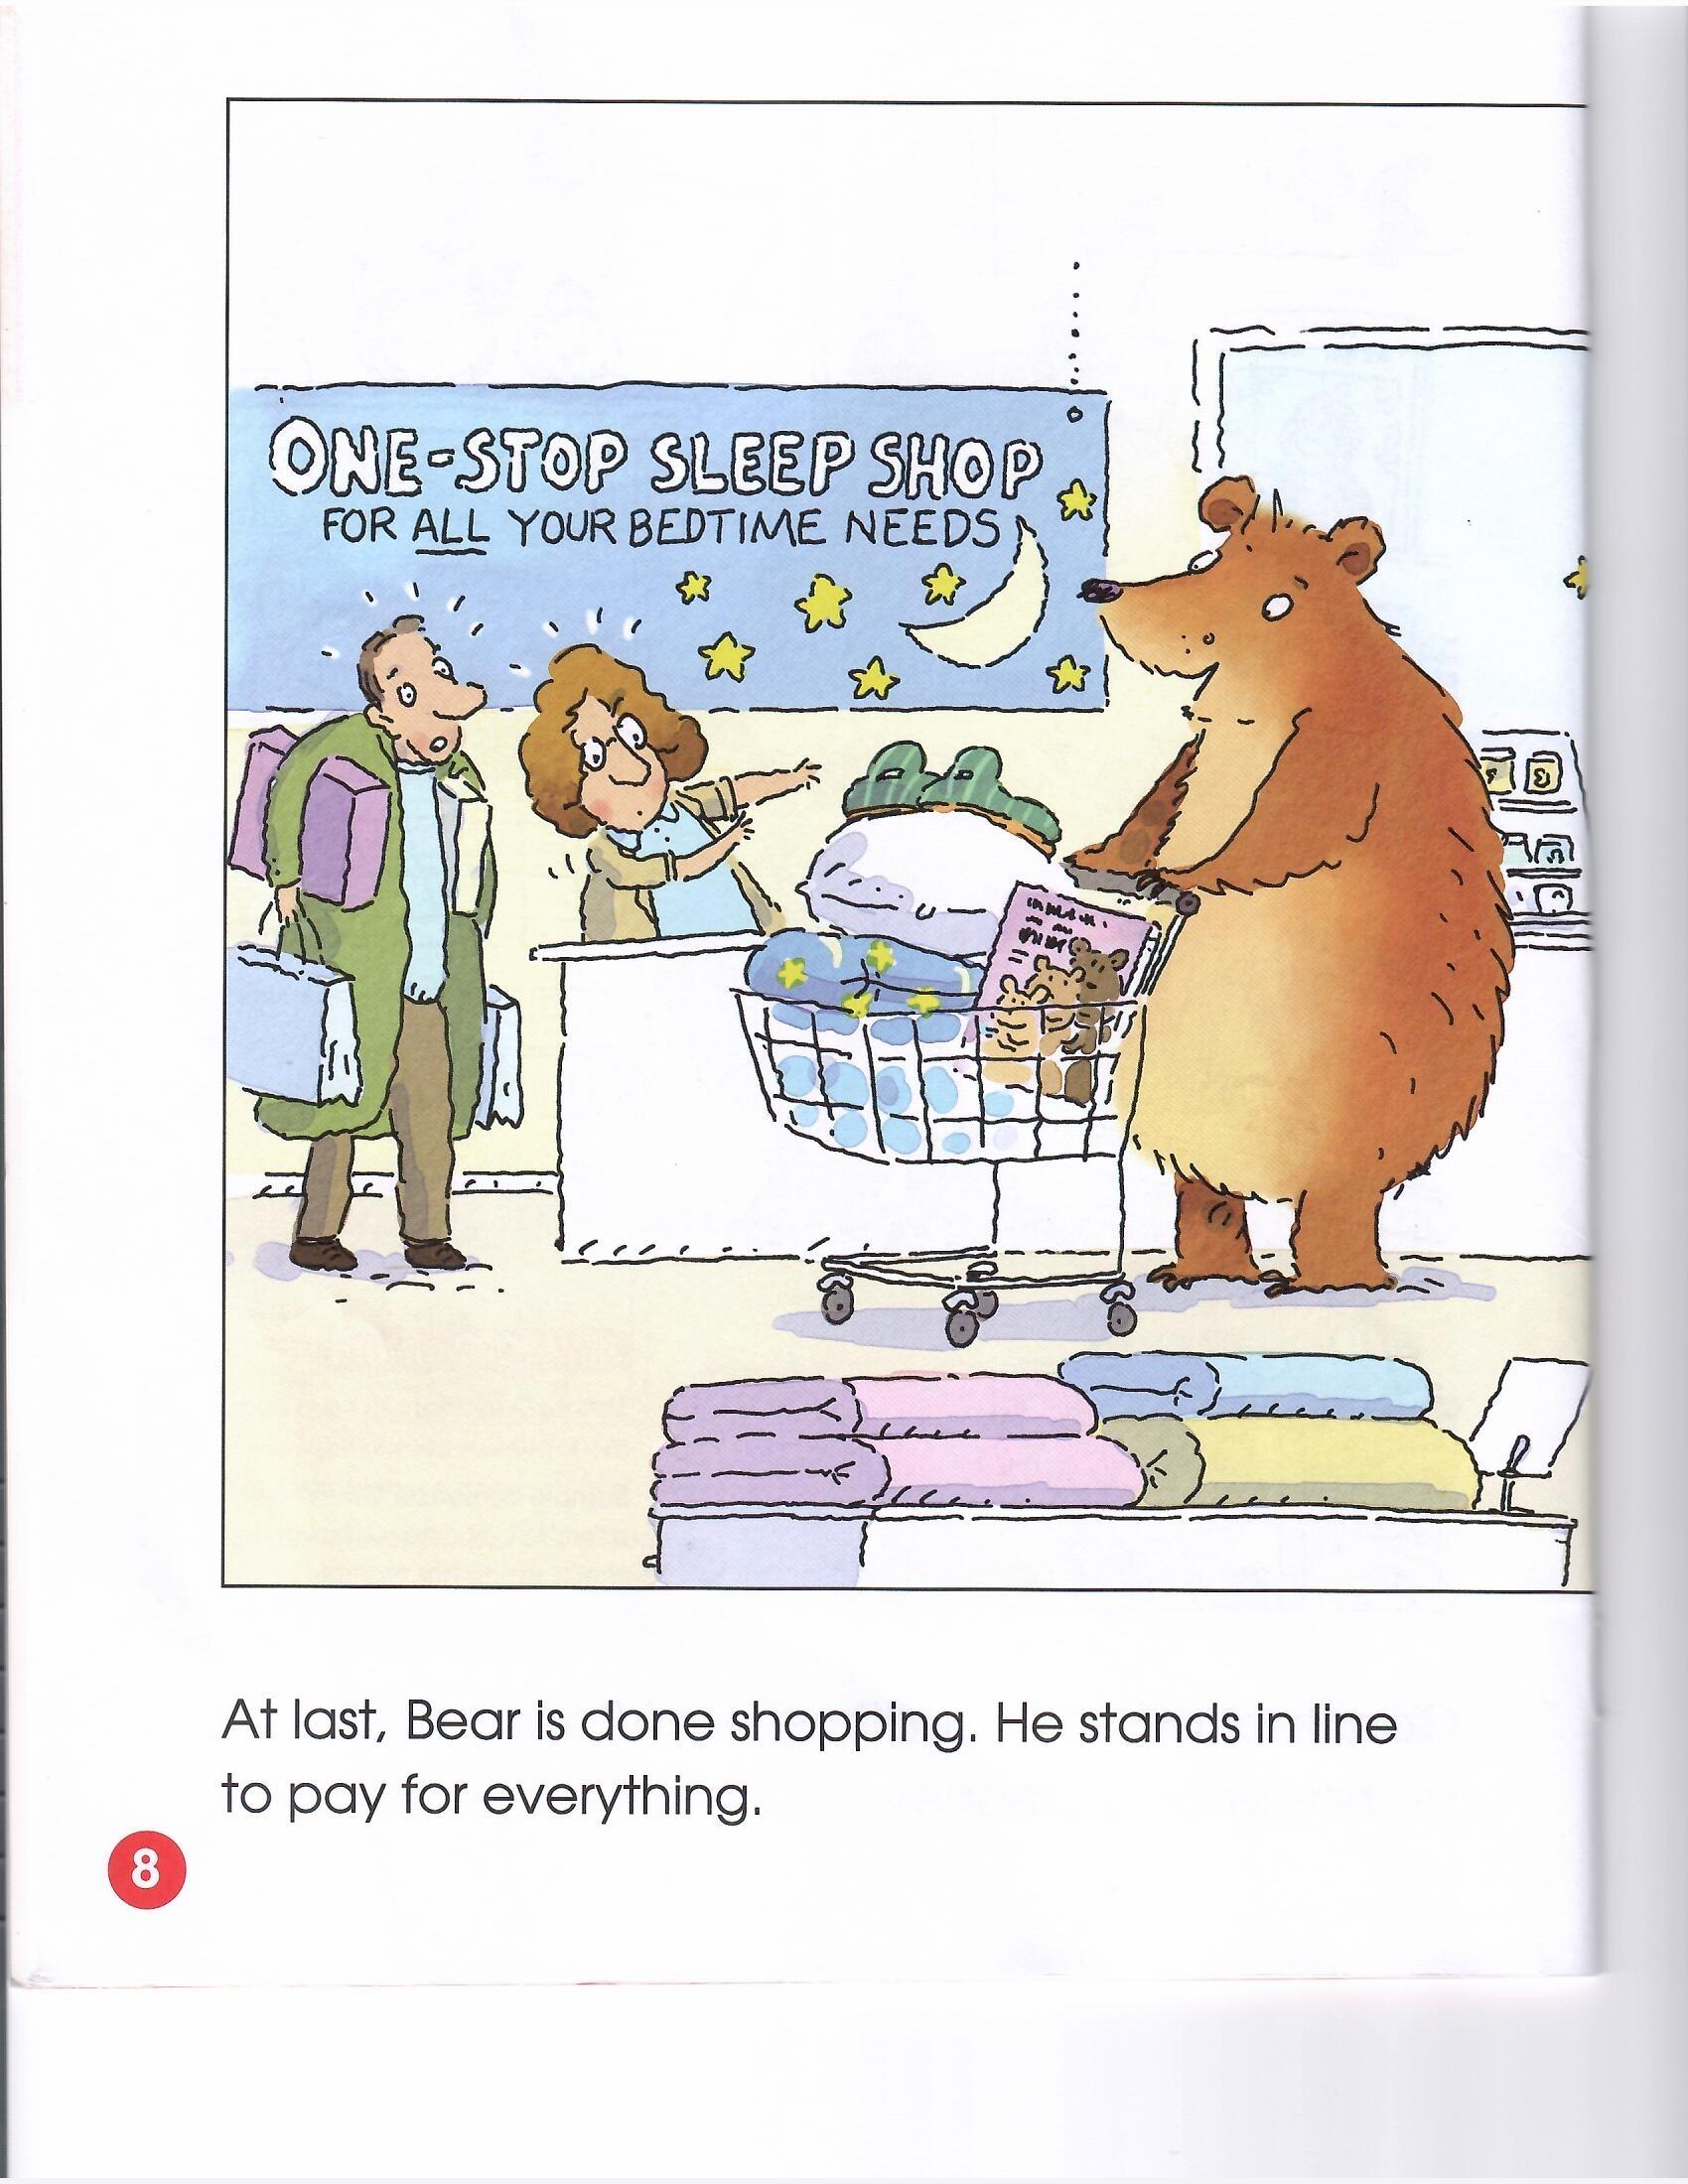 ONE-STOP SLEEP SHOP
FOR ALL YOUR BEDTIME NEEDS
At last, Bear is done shopping. He stands in line
to pay for everything.
8